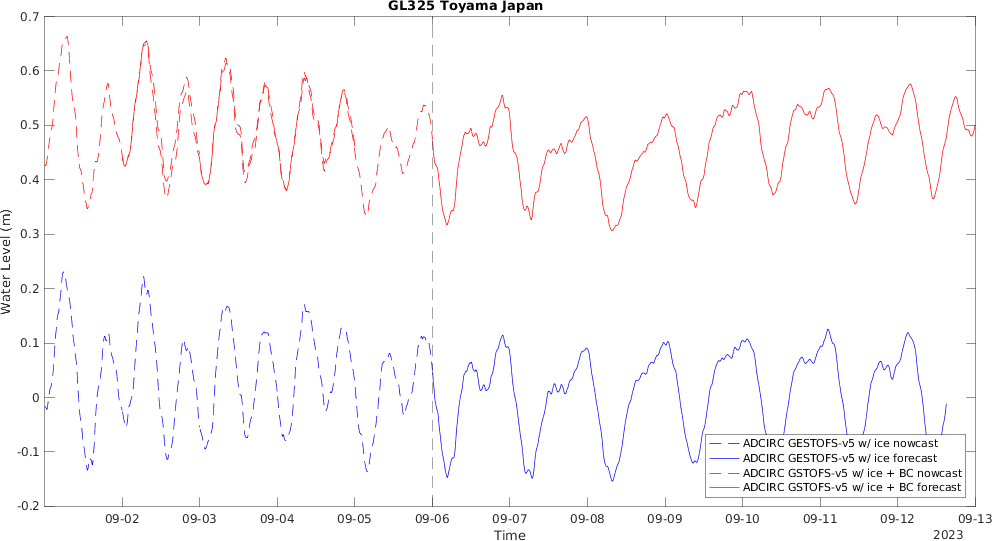 GL325 Toyama Japan
Water Level (m)
0.7
0.6
0.5
0.4
0.3
0.2
0.1
0
-0.1
-0.2
ADCIRC GESTOFS-v5 w/ ice nowcast
ADCIRC GESTOFS-v5 w/ ice forecast
ADCIRC GSTOFS-v5 w/ ice + BC nowcast
ADCIRC GSTOFS-v5 w/ ice + BC forecast
09-02 09-03 09-04 09-05 09-06 09-07 09-08 09-09 09-10 09-11 09-12 09-13
Time
2023